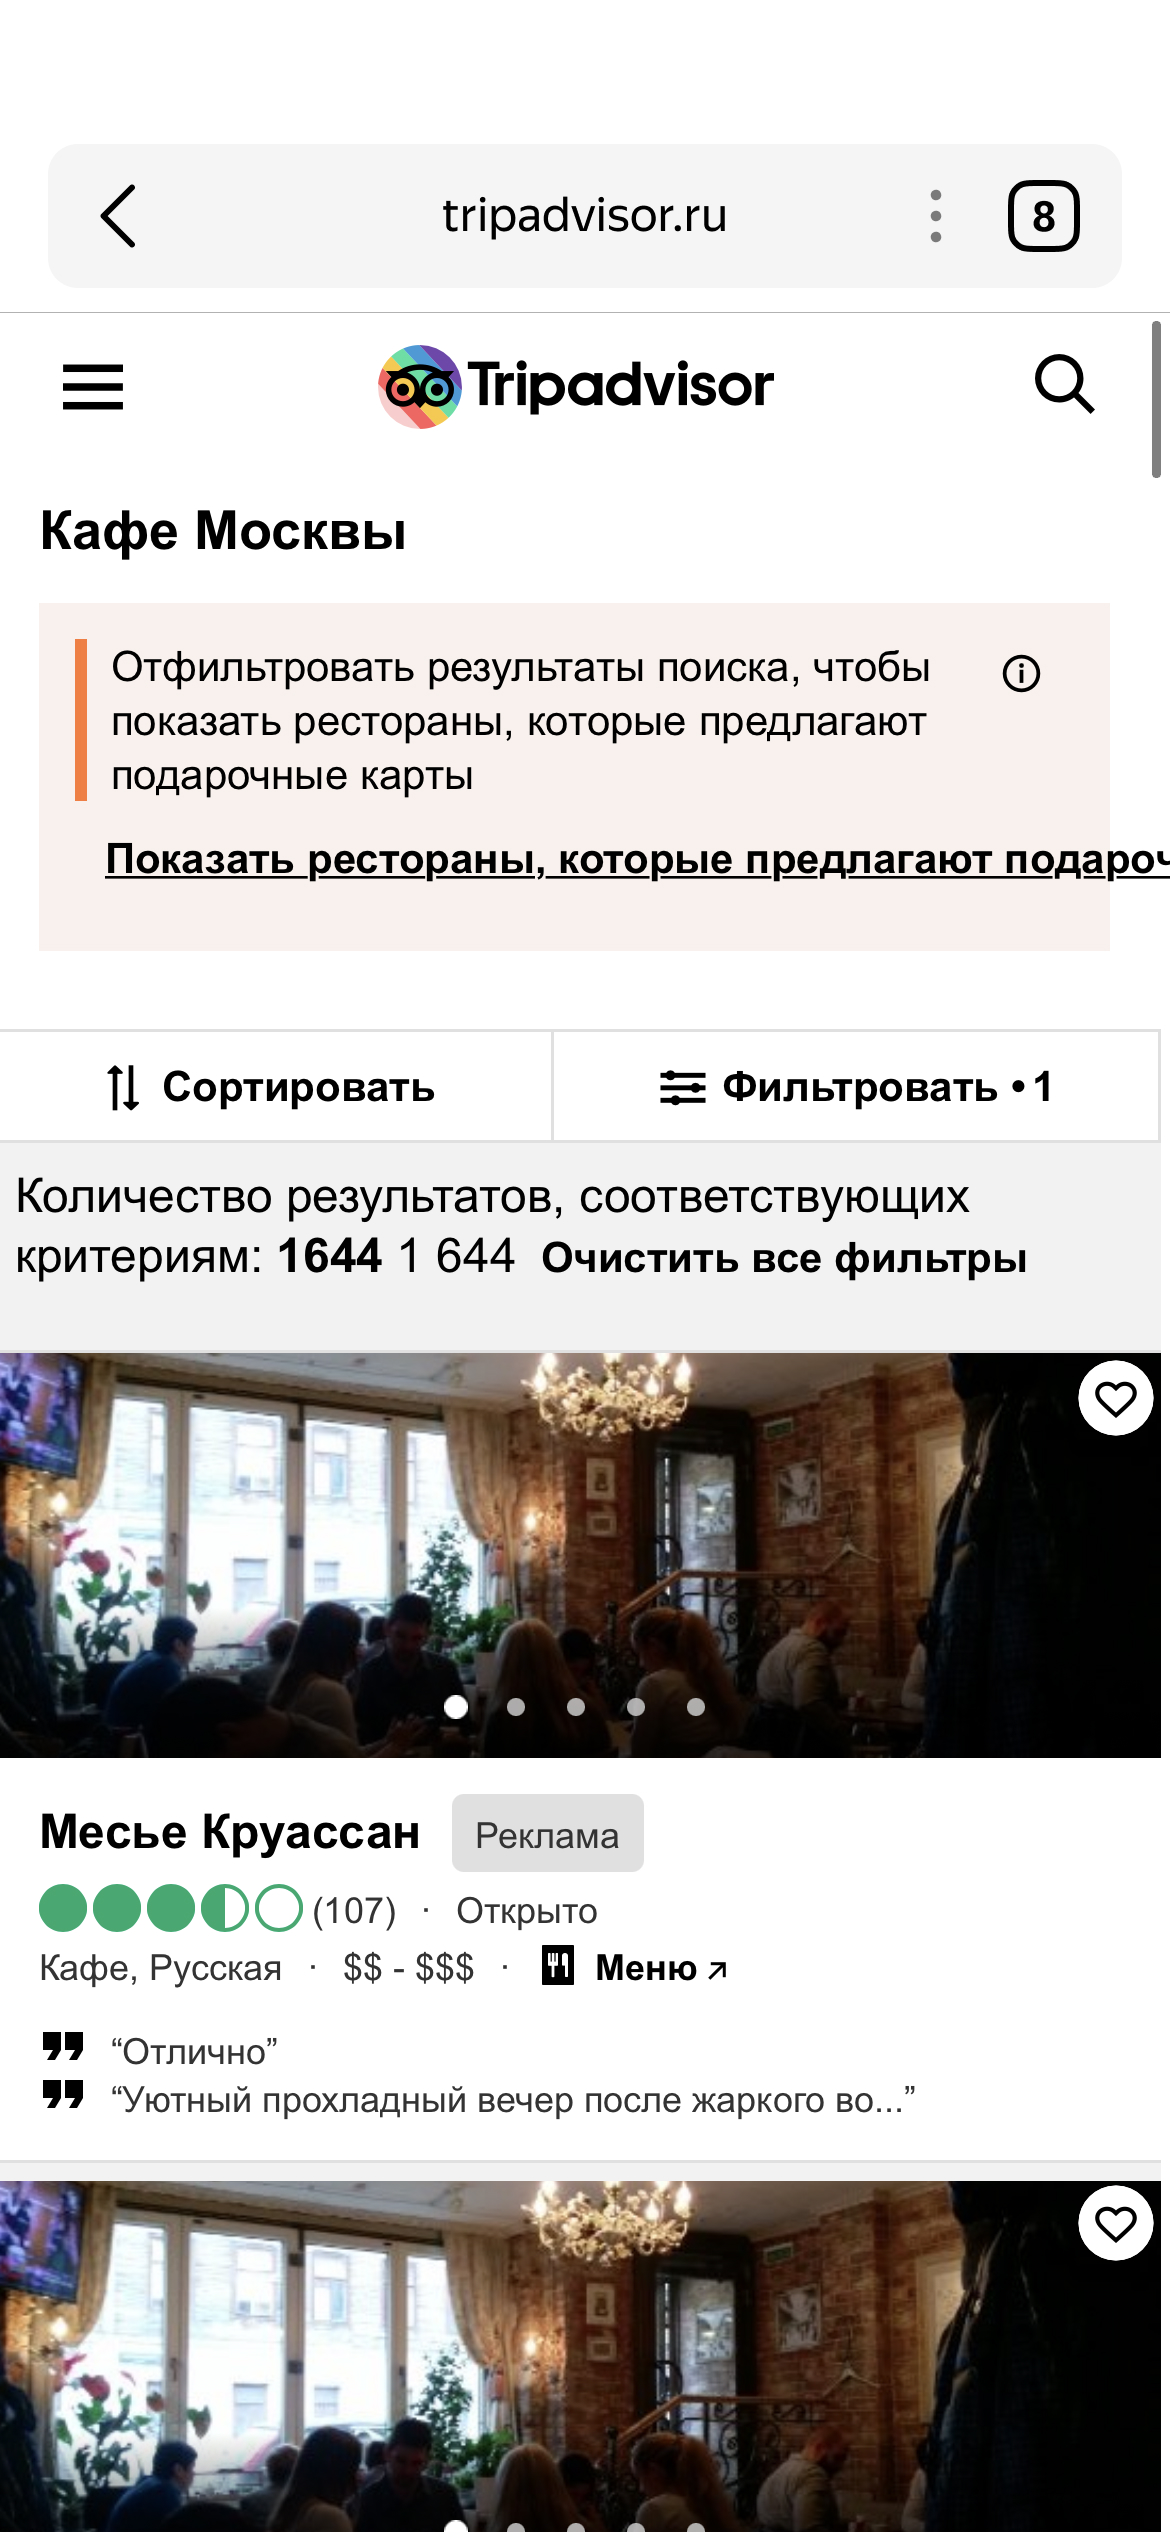 tripadvisor.ru
8
Tripadvisor
Кафе Москвы
Отфильтровать результаты поиска, чтобы
показать рестораны, которые предлагают
подарочные карты
Показать рестораны, которые предлагают подароч
Сортировать
Фильтровать • 1
Количество результатов, соответствующих
критериям: 1644 1 644 Очистить все фильтры
Месье Круассан Реклама
(107) · Открыто
Кафе, Русская · $$ - $$$ · Меню
“Отлично”
“Уютный прохладный вечер после жаркого во...”